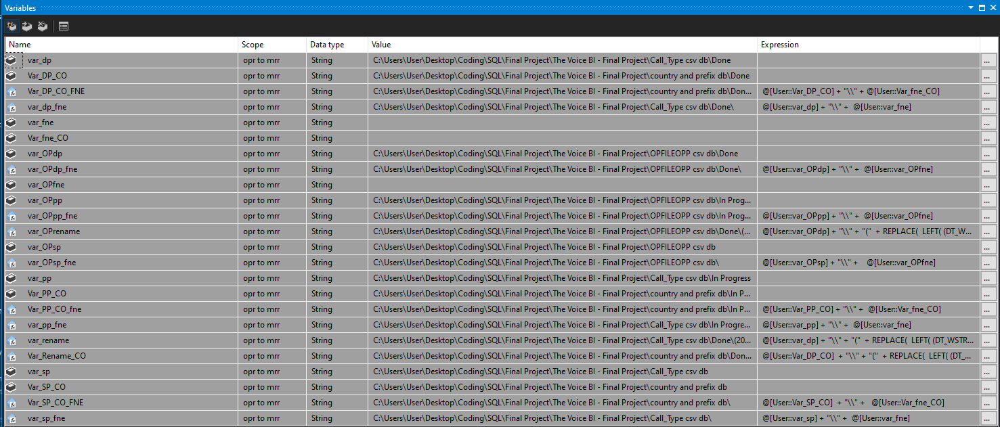 Variables
Name Scope Data type Value Expression
var_dp opr to mrr String C:\Users\User\Desktop\Coding\SQL\Final Project\The Voice BI - Final Project\Call_Type csv db\Done ...
Var_DP_CO opr to mrr String C:\Users\User\Desktop\Coding\SQL\Final Project\The Voice BI - Final Project\country and prefix db\Done ...
Var_DP_CO_FNE opr to mrr String C:\Users\User\Desktop\Coding\SQL\Final Project\The Voice BI - Final Project\country and prefix db\Don... @[User::Var_DP_CO] + "\\" + @[User::Var_fne_CO] ...
var_dp_fne opr to mrr String C:\Users\User\Desktop\Coding\SQL\Final Project\The Voice BI - Final Project\Call_Type csv db\Done\ @[User::var_dp] + "\\" + @[User::var_fne] ...
var_fne opr to mrr String ...
Var_fne_CO opr to mrr String ...
var_OPdp opr to mrr String C:\Users\User\Desktop\Coding\SQL\Final Project\The Voice BI - Final Project\OPFILEOPP csv db\Done ...
var_OPdp_fne opr to mrr String C:\Users\User\Desktop\Coding\SQL\Final Project\The Voice BI - Final Project\OPFILEOPP csv db\Done\ @[User::var_OPdp] + "\\" + @[User::var_OPfne] ...
var_OPfne opr to mrr String ...
var_OPpp opr to mrr String C:\Users\User\Desktop\Coding\SQL\Final Project\The Voice BI - Final Project\OPFILEOPP csv db\In Prog... ...
var_OPpp_fne opr to mrr String C:\Users\User\Desktop\Coding\SQL\Final Project\The Voice BI - Final Project\OPFILEOPP csv db\In Prog... @[User::var_OPpp] + "\\" + @[User::var_OPfne] ...
var_OPrename opr to mrr String C:\Users\User\Desktop\Coding\SQL\Final Project\The Voice BI - Final Project\OPFILEOPP csv db\Done\(... @[User::var_OPdp] + "\\" + "(" + REPLACE( LEFT( (DT_W... ...
var_OPsp opr to mrr String C:\Users\User\Desktop\Coding\SQL\Final Project\The Voice BI - Final Project\OPFILEOPP csv db ...
var_OPsp_fne opr to mrr String C:\Users\User\Desktop\Coding\SQL\Final Project\The Voice BI - Final Project\OPFILEOPP csv db\ @[User::var_OPsp] + "\\" + @[User::var_OPfne] ...
var_pp opr to mrr String C:\Users\User\Desktop\Coding\SQL\Final Project\The Voice BI - Final Project\Call_Type csv db\In Progress ...
Var_PP_CO opr to mrr String C:\Users\User\Desktop\Coding\SQL\Final Project\The Voice BI - Final Project\country and prefix db\In P... ...
Var_PP_CO_fne opr to mrr String C:\Users\User\Desktop\Coding\SQL\Final Project\The Voice BI - Final Project\country and prefix db\In P... @[User::Var_PP_CO] + "\\" + @[User::Var_fne_CO] ...
var_pp_fne opr to mrr String C:\Users\User\Desktop\Coding\SQL\Final Project\The Voice BI - Final Project\Call_Type csv db\In Progre... @[User::var_pp] + "\\" + @[User::var_fne] ...
var_rename opr to mrr String C:\Users\User\Desktop\Coding\SQL\Final Project\The Voice BI - Final Project\Call_Type csv db\Done\(20... @[User::var_dp] + "\\" + "(" + REPLACE( LEFT( (DT_WSTR... ...
Var_Rename_CO opr to mrr String C:\Users\User\Desktop\Coding\SQL\Final Project\The Voice BI - Final Project\country and prefix db\Don... @[User::Var_DP_CO] + "\\" + "(" + REPLACE( LEFT( (DT_... ...
var_sp opr to mrr String C:\Users\User\Desktop\Coding\SQL\Final Project\The Voice BI - Final Project\Call_Type csv db ...
Var_SP_CO opr to mrr String C:\Users\User\Desktop\Coding\SQL\Final Project\The Voice BI - Final Project\country and prefix db ...
Var_SP_CO_FNE opr to mrr String C:\Users\User\Desktop\Coding\SQL\Final Project\The Voice BI - Final Project\country and prefix db\ @[User::Var_SP_CO] + "\\" + @[User::Var_fne_CO] ...
var_sp_fne opr to mrr String C:\Users\User\Desktop\Coding\SQL\Final Project\The Voice BI - Final Project\Call_Type csv db\ @[User::var_sp] + "\\" + @[User::var_fne] ...